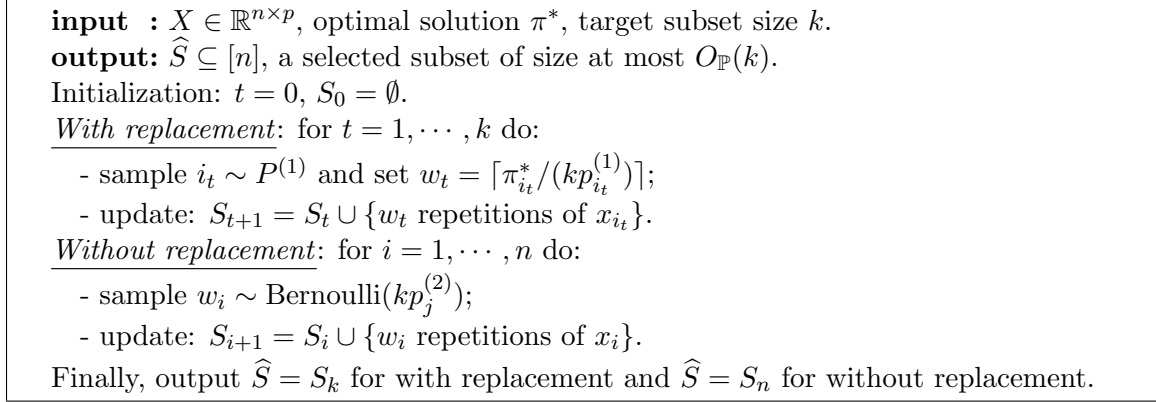 input : X ∈ ℝ^{n×p}, optimal solution π*, target subset size k.
output: Ŝ ⊆ [n], a selected subset of size at most O_ℙ(k).
Initialization: t = 0, S_0 = ∅.
With replacement: for t = 1, ⋯ , k do:
- sample i_t ∼ P^{(1)} and set w_t = ⌈π*_{i_t}/(kp^{(1)}_{i_t})⌉;
- update: S_{t+1} = S_t ∪ {w_t repetitions of x_{i_t}}.
Without replacement: for i = 1, ⋯ , n do:
- sample w_i ∼ Bernoulli(kp^{(2)}_j);
- update: S_{i+1} = S_i ∪ {w_i repetitions of x_i}.
Finally, output Ŝ = S_k for with replacement and Ŝ = S_n for without replacement.